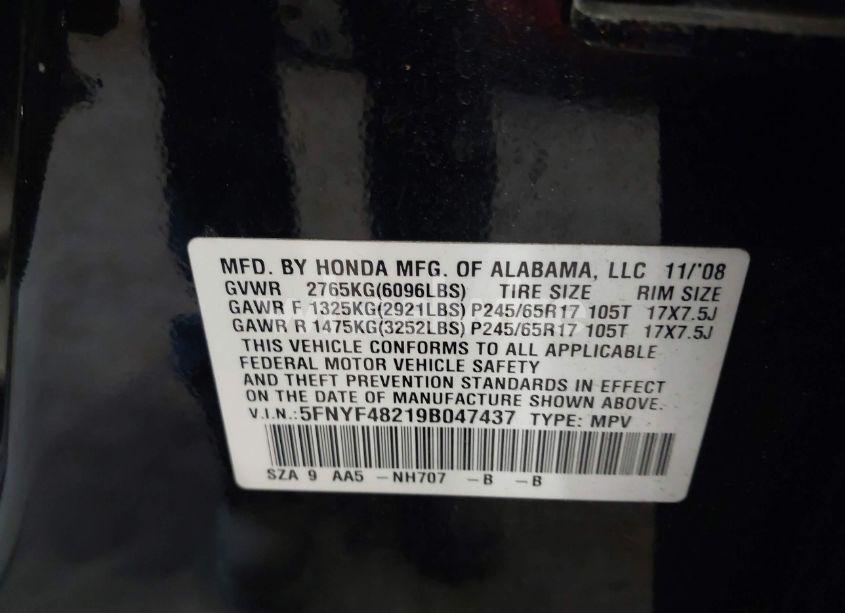 MFD. BY HONDA MFG. OF ALABAMA, LLC 11/'08
GVWR 2765KG(6096LBS) TIRE SIZE RIM SIZE
GAWR F 1325KG(2921LBS) P245/65R17 105T 17X7.5J
GAWR R 1475KG(3252LBS) P245/65R17 105T 17X7.5J
THIS VEHICLE CONFORMS TO ALL APPLICABLE
FEDERAL MOTOR VEHICLE SAFETY
AND THEFT PREVENTION STANDARDS IN EFFECT
ON THE DATE OF MANUFACTURE SHOWN ABOVE.
V.I.N.:5FNYF48219B047437 TYPE: MPV
SZA 9 AA5 -NH707 -B -B